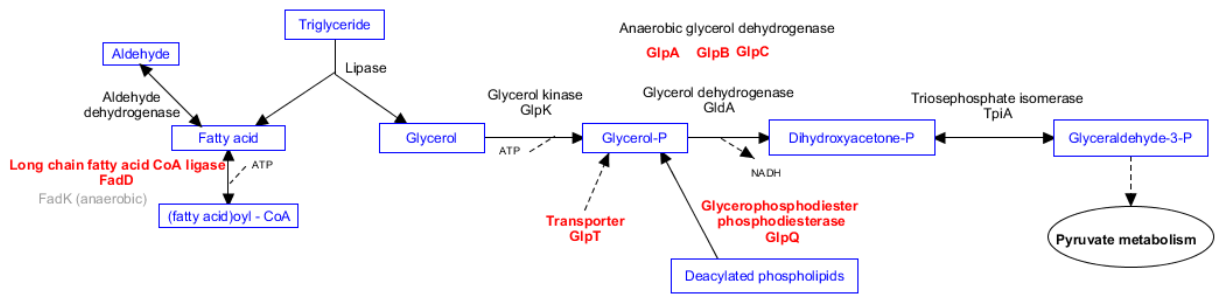 Triglyceride
Anaerobic glycerol dehydrogenase
GlpA GlpB GlpC
Aldehyde
Lipase
Aldehyde
dehydrogenase
Glycerol kinase
GlpK
Glycerol dehydrogenase
GldA
Triosephosphate isomerase
TpiA
Fatty acid
Glycerol
Glycerol-P
Dihydroxyacetone-P
Glyceraldehyde-3-P
ATP
NADH
Long chain fatty acid CoA ligase
FadD
ATP
FadK (anaerobic)
(fatty acid)oyl - CoA
Transporter
GlpT
Glycerophosphodiester
phosphodiesterase
GlpQ
Pyruvate metabolism
Deacylated phospholipids